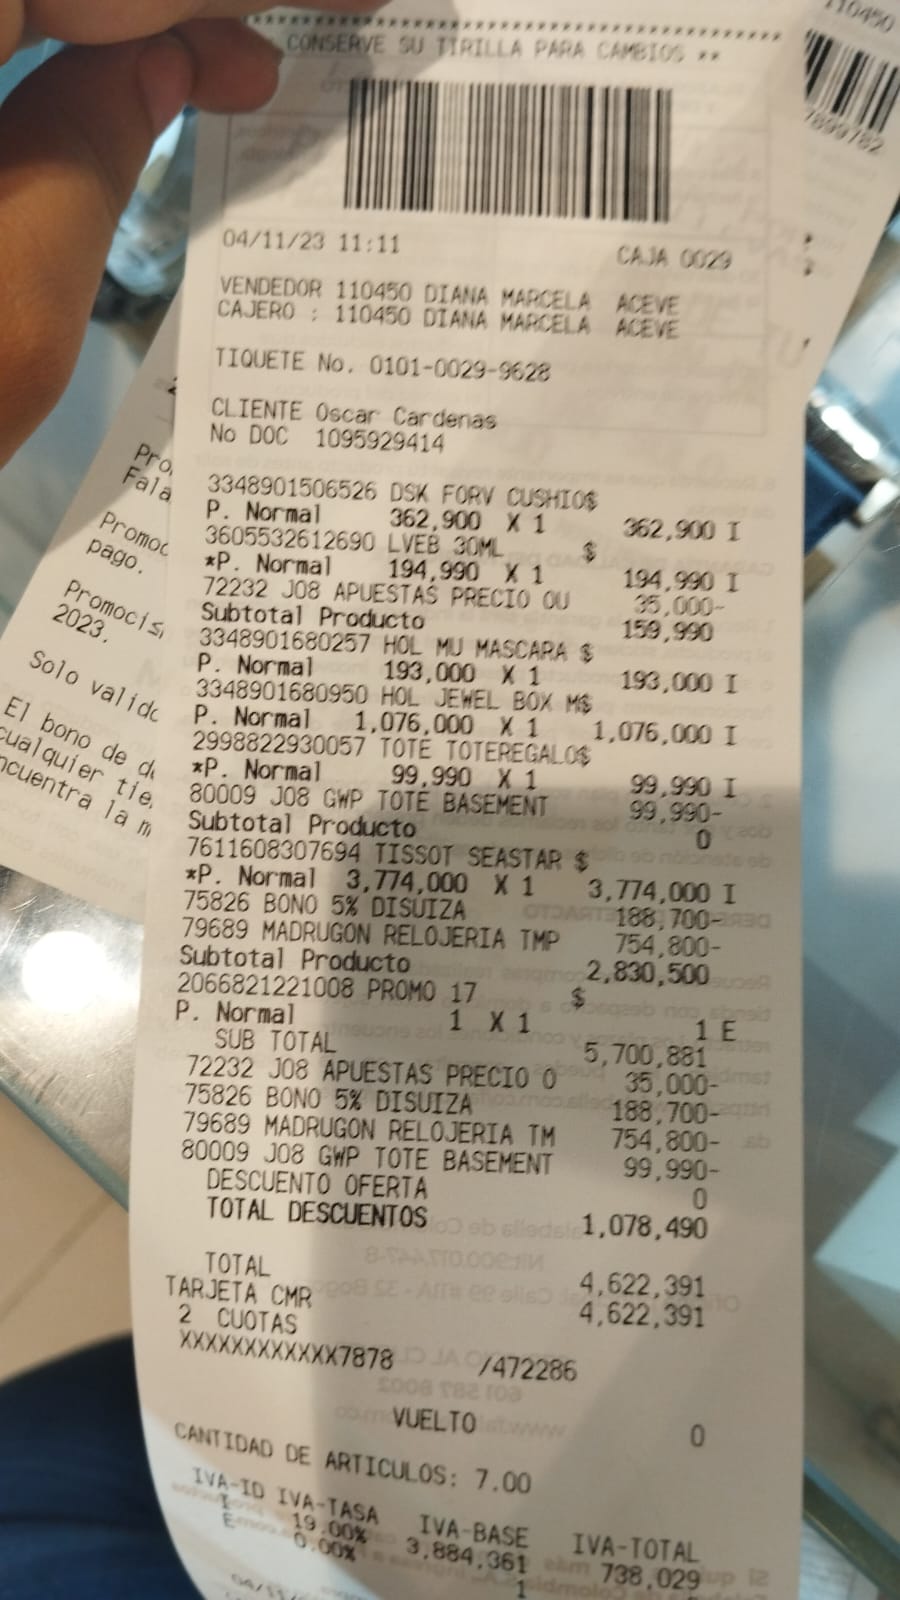 ** CONSERVE SU TIRILLA PARA CAMBIOS **
04/11/23 11:11 CAJA 0029
VENDEDOR 110450 DIANA MARCELA ACEVE
CAJERO : 110450 DIANA MARCELA ACEVE
TIQUETE No. 0101-0029-9628
CLIENTE Oscar Cardenas
No DOC 1095929414
3348901506526 DSK FORV CUSHIO$
P. Normal 362,900 X 1 362,900 I
3605532612690 LVEB 30ML $
*P. Normal 194,990 X 1 194,990 I
72232 J08 APUESTAS PRECIO OU 35,000-
Subtotal Producto 159,990
3348901680257 HOL MU MASCARA $
P. Normal 193,000 X 1 193,000 I
3348901680950 HOL JEWEL BOX M$
P. Normal 1,076,000 X 1 1,076,000 I
2998822930057 TOTE TOTEREGALO$
*P. Normal 99,990 X 1 99,990 I
80009 J08 GWP TOTE BASEMENT 99,990-
Subtotal Producto 0
7611608307694 TISSOT SEASTAR $
*P. Normal 3,774,000 X 1 3,774,000 I
75826 BONO 5% DISUIZA 188,700-
79689 MADRUGON RELOJERIA TMP 754,800-
Subtotal Producto 2,830,500
2066821221008 PROMO 17 $
P. Normal 1 X 1 1 E
SUB TOTAL 5,700,881
72232 J08 APUESTAS PRECIO O 35,000-
75826 BONO 5% DISUIZA 188,700-
79689 MADRUGON RELOJERIA TM 754,800-
80009 J08 GWP TOTE BASEMENT 99,990-
DESCUENTO OFERTA 0
TOTAL DESCUENTOS 1,078,490
TOTAL 4,622,391
TARJETA CMR 4,622,391
2 CUOTAS
XXXXXXXXXXXX7878 /472286
VUELTO 0
CANTIDAD DE ARTICULOS: 7.00
IVA-ID IVA-TASA IVA-BASE IVA-TOTAL
I 19.00% 3,884,361 738,029
E 0.00% 1
Fala
pago.
2023.
Solo valido
El bono de
110450
7899782